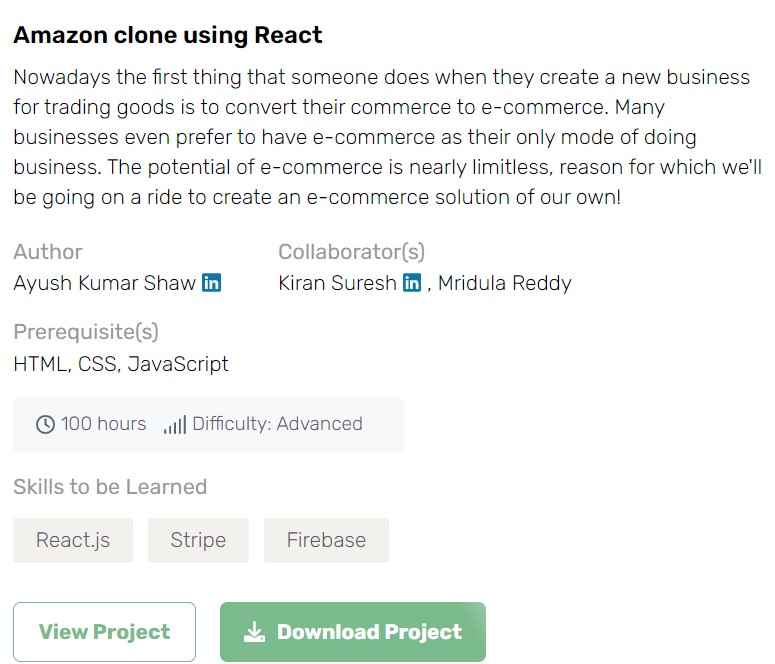 Amazon clone using React
Nowadays the first thing that someone does when they create a new business
for trading goods is to convert their commerce to e-commerce. Many
businesses even prefer to have e-commerce as their only mode of doing
business. The potential of e-commerce is nearly limitless, reason for which we'll
be going on a ride to create an e-commerce solution of our own!
Author
Ayush Kumar Shaw in
Collaborator(s)
Kiran Suresh in , Mridula Reddy
Prerequisite(s)
HTML, CSS, JavaScript
100 hours Difficulty: Advanced
Skills to be Learned
React.js Stripe Firebase
View Project Download Project